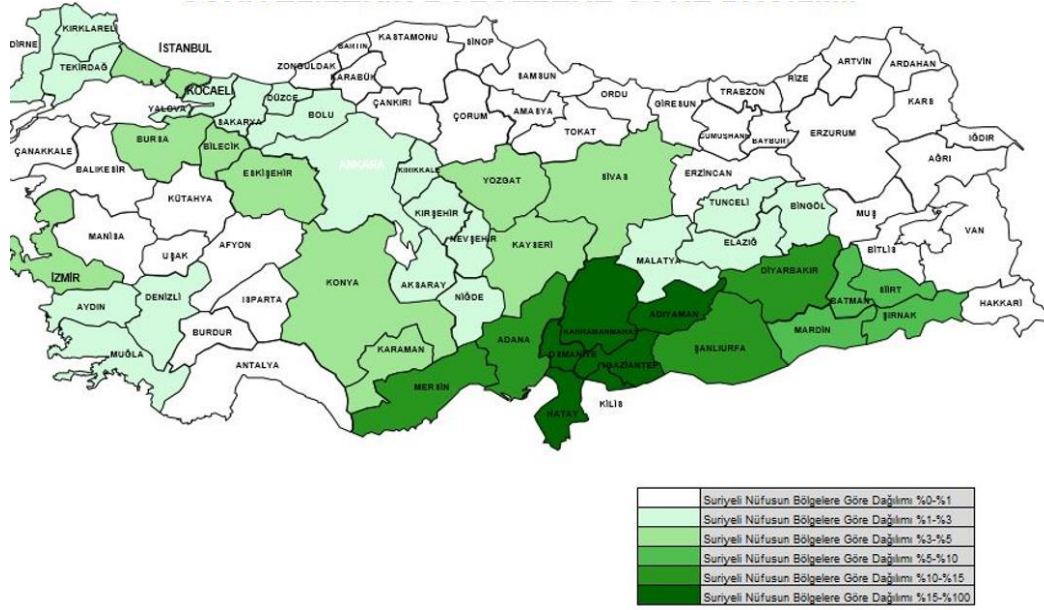 KIRKLARELİ
DİRNE
İSTANBUL
TEKİRDAĞ
KOCAELİ
YALOVA
SAKARYA
DÜZCE
BOLU
ZONGULDAK
BARTIN
KARABÜK
KASTAMONU
SİNOP
ÇANKIRI
SAMSUN
ÇORUM
AMASYA
TOKAT
ORDU
GİRESUN
TRABZON
RİZE
ARTVİN
ARDAHAN
KARS
GÜMÜŞHANE
BAYBURT
ERZURUM
IĞDIR
AĞRI
ERZİNCAN
ÇANAKKALE
BALIKESİR
BURSA
BİLECİK
ESKİŞEHİR
ANKARA
KIRIKKALE
YOZGAT
SİVAS
TUNCELİ
BİNGÖL
MUŞ
VAN
BİTLİS
KÜTAHYA
MANİSA
UŞAK
AFYON
KIRŞEHİR
NEVŞEHİR
KAYSERİ
MALATYA
ELAZIĞ
DİYARBAKIR
BATMAN
SİİRT
ŞIRNAK
HAKKARİ
İZMİR
AYDIN
DENİZLİ
ISPARTA
KONYA
AKSARAY
NİĞDE
KAHRAMANMARAŞ
ADIYAMAN
MARDİN
MUĞLA
BURDUR
ANTALYA
KARAMAN
MERSİN
ADANA
OSMANİYE
GAZİANTEP
ŞANLIURFA
HATAY
KİLİS
Suriyeli Nüfusun Bölgelere Göre Dağılımı %0-%1
Suriyeli Nüfusun Bölgelere Göre Dağılımı %1-%3
Suriyeli Nüfusun Bölgelere Göre Dağılımı %3-%5
Suriyeli Nüfusun Bölgelere Göre Dağılımı %5-%10
Suriyeli Nüfusun Bölgelere Göre Dağılımı %10-%15
Suriyeli Nüfusun Bölgelere Göre Dağılımı %15-%100